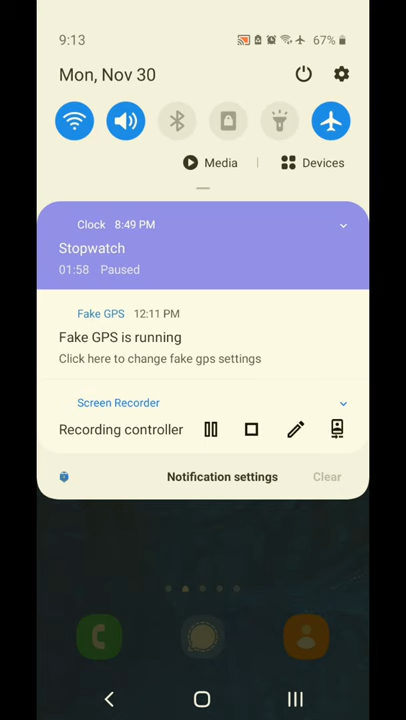 9:13
67%
Mon, Nov 30
Media
Devices
Clock 8:49 PM
Stopwatch
01:58 Paused
Fake GPS 12:11 PM
Fake GPS is running
Click here to change fake gps settings
Screen Recorder
Recording controller
Notification settings
Clear